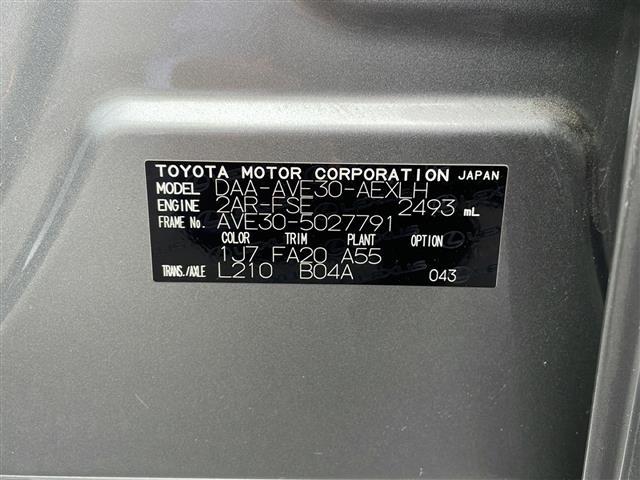 TOYOTA MOTOR CORPORATION JAPAN
MODEL DAA-AVE30-AEXLH
ENGINE 2AR-FSE 2493 mL
FRAME No. AVE30-5027791
COLOR TRIM PLANT OPTION
1J7 FA20 A55
TRANS./AXLE L210 B04A 043